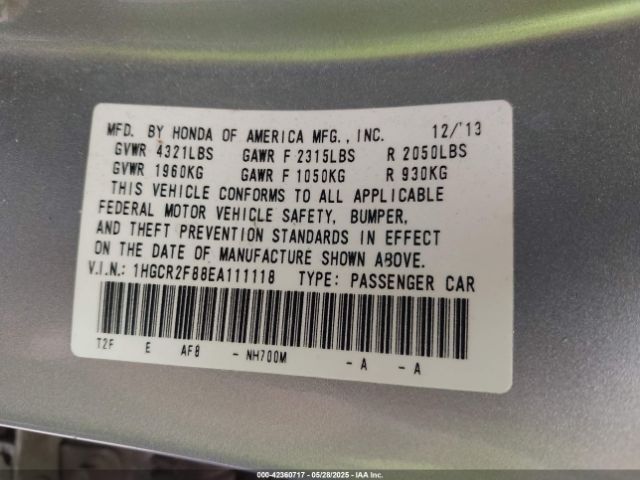 MFD. BY HONDA OF AMERICA MFG., INC. 12/'13
GVWR 4321LBS GAWR F 2315LBS R 2050LBS
GVWR 1960KG GAWR F 1050KG R 930KG
THIS VEHICLE CONFORMS TO ALL APPLICABLE
FEDERAL MOTOR VEHICLE SAFETY, BUMPER,
AND THEFT PREVENTION STANDARDS IN EFFECT
ON THE DATE OF MANUFACTURE SHOWN ABOVE.
V.I.N.: 1HGCR2F88EA111118 TYPE: PASSENGER CAR
T2F E AF8 - NH700M - A - A
000-42360717 - 05/28/2025 - IAA Inc.